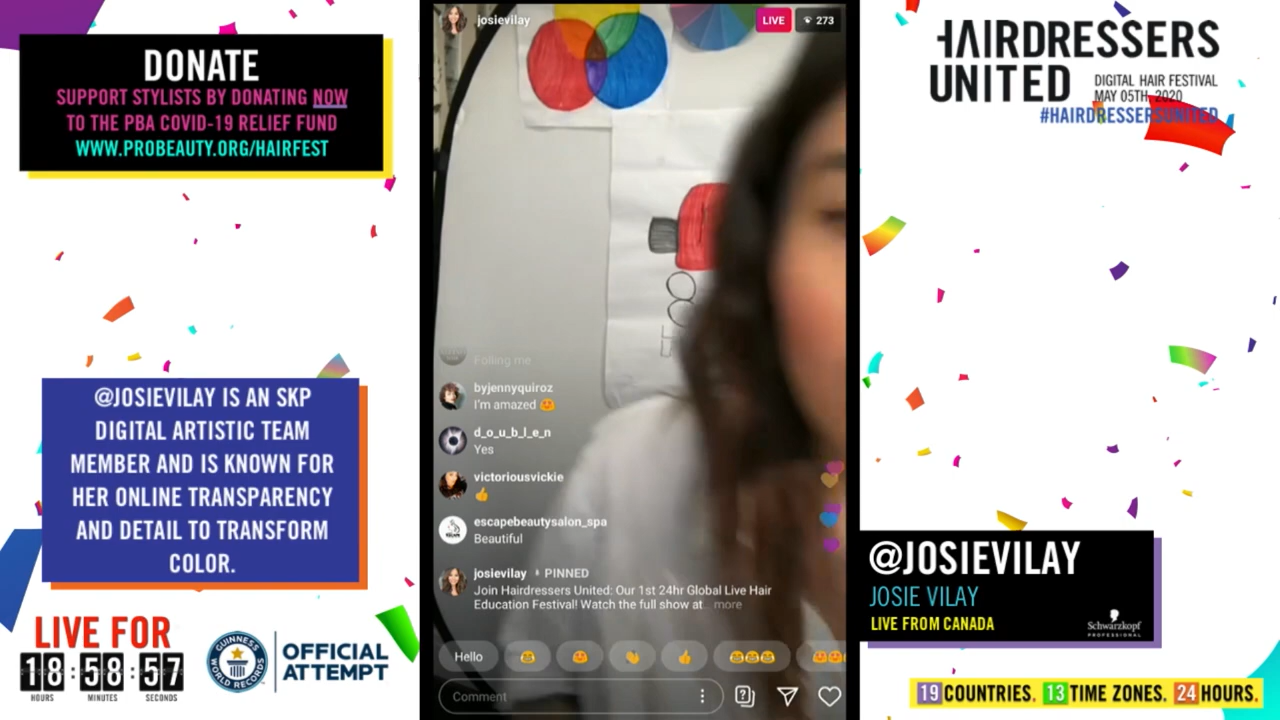 DONATE
SUPPORT STYLISTS BY DONATING NOW
TO THE PBA COVID-19 RELIEF FUND
WWW.PROBEAUTY.ORG/HAIRFEST
@JOSIEVILAY IS AN SKP
DIGITAL ARTISTIC TEAM
MEMBER AND IS KNOWN FOR
HER ONLINE TRANSPARENCY
AND DETAIL TO TRANSFORM
COLOR.
LIVE FOR
18:58:57
HOURS MINUTES SECONDS
GUINNESS
WORLD RECORDS
OFFICIAL
ATTEMPT
josievilay
LIVE
273
Folling me
byjennyquiroz
I'm amazed 😍
d_o_u_b_l_e_n
Yes
victoriousvickie
👍
escapebeautysalon_spa
Beautiful
josievilay PINNED
Join Hairdressers United: Our 1st 24hr Global Live Hair
Education Festival! Watch the full show at... more
Hello
Comment
HAIRDRESSERS
UNITED
DIGITAL HAIR FESTIVAL
MAY 05TH, 2020
#HAIRDRESSERSUNITED
@JOSIEVILAY
JOSIE VILAY
LIVE FROM CANADA
Schwarzkopf
PROFESSIONAL
19 COUNTRIES. 13 TIME ZONES. 24 HOURS.